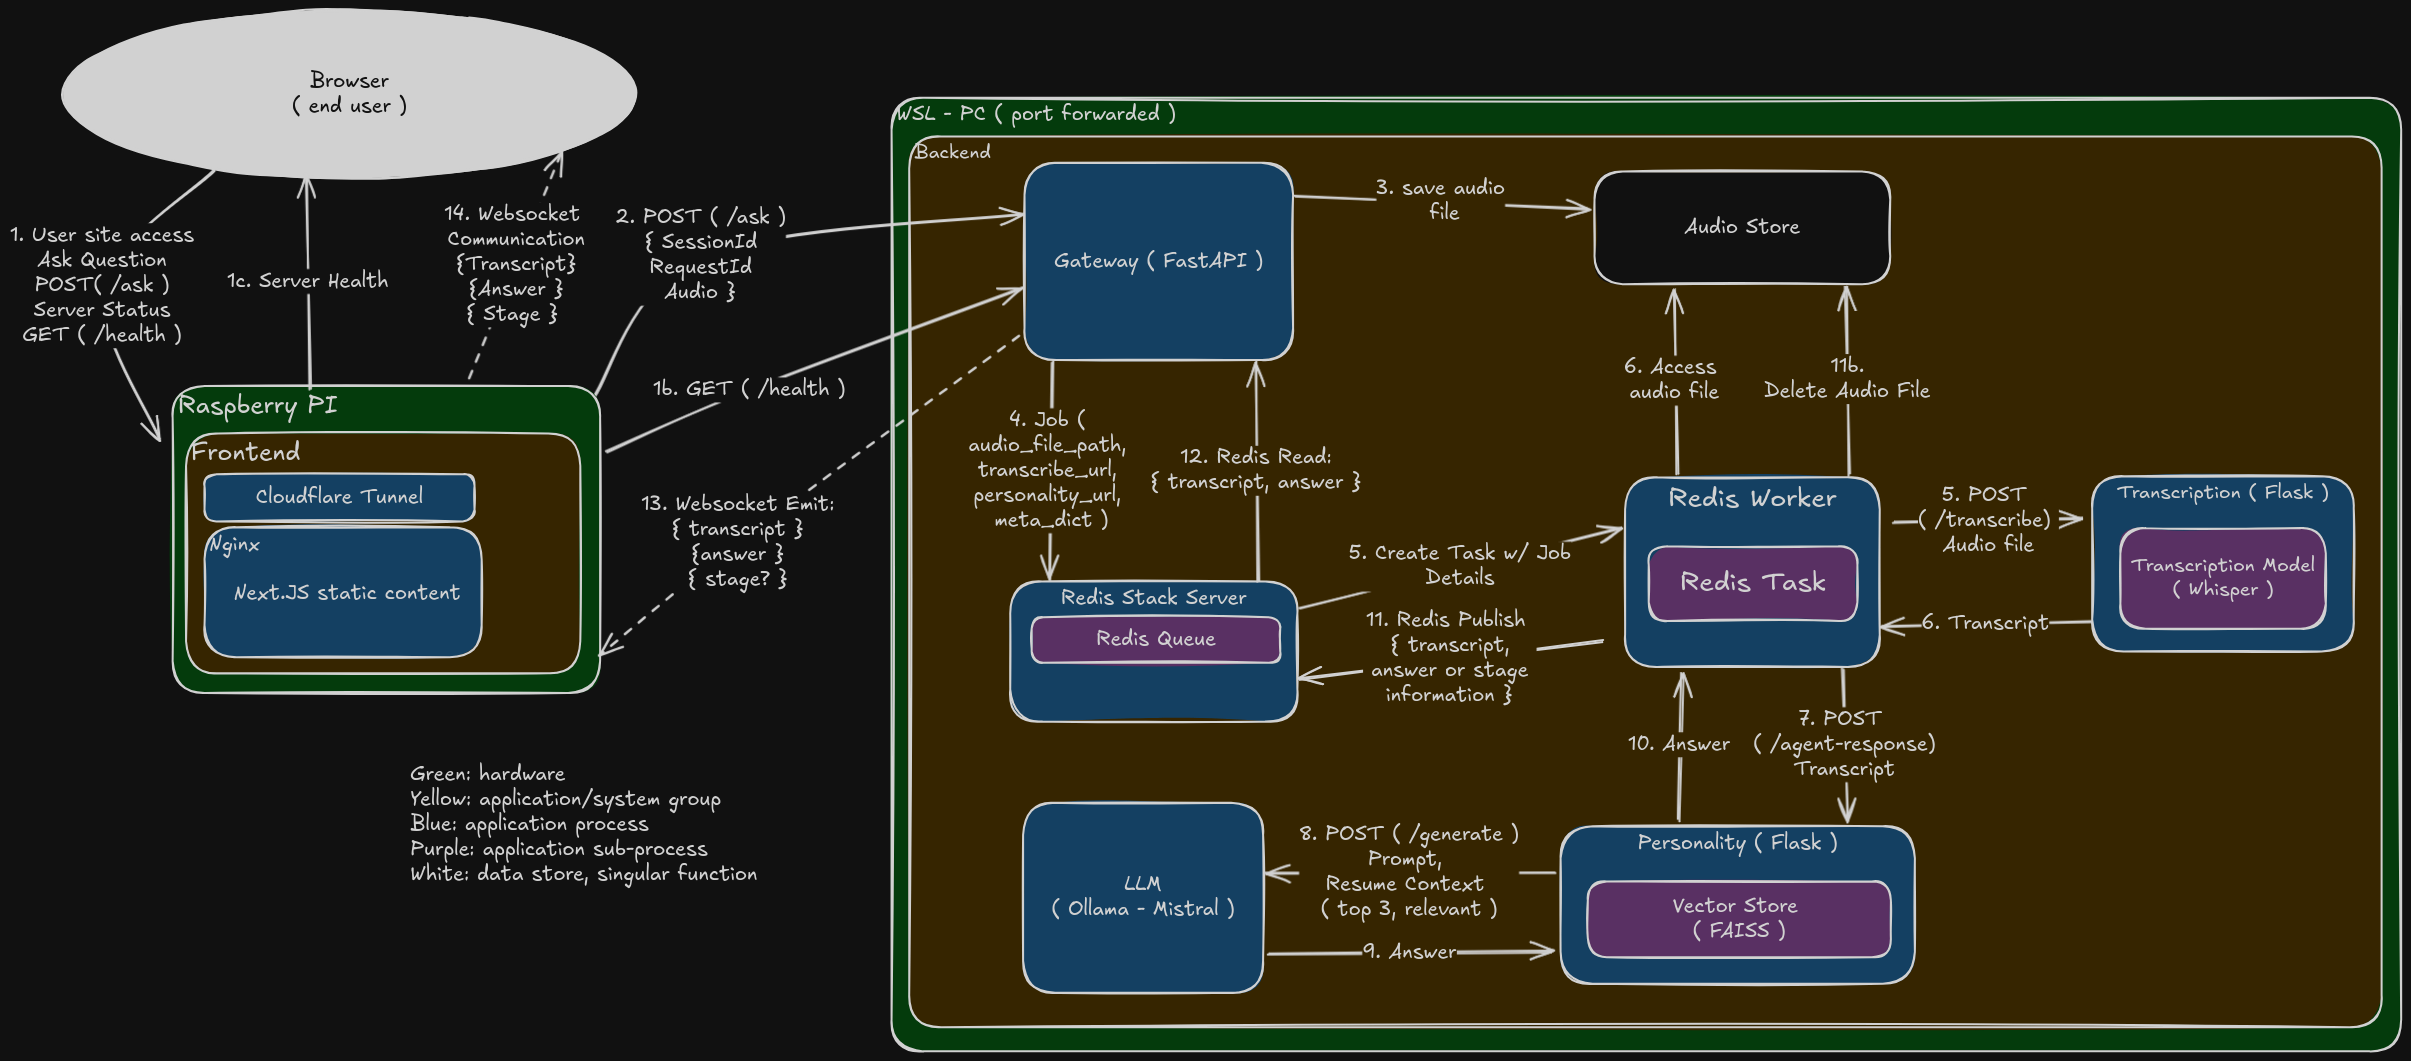 Browser
( end user )
1. User site access
Ask Question
POST( /ask )
Server Status
GET ( /health )
1c. Server Health
14. Websocket
Communication
{Transcript}
{Answer }
{ Stage }
2. POST ( /ask )
{ SessionId
RequestId
Audio }
1b. GET ( /health )
13. Websocket Emit:
{ transcript }
{answer }
{ stage? }
Raspberry PI
Frontend
Cloudflare Tunnel
Nginx
Next.JS static content
Green: hardware
Yellow: application/system group
Blue: application process
Purple: application sub-process
White: data store, singular function
WSL - PC ( port forwarded )
Backend
Gateway ( FastAPI )
3. save audio
file
Audio Store
4. Job (
audio_file_path,
transcribe_url,
personality_url,
meta_dict )
12. Redis Read:
{ transcript, answer }
6. Access
audio file
11b.
Delete Audio File
Redis Stack Server
Redis Queue
5. Create Task w/ Job
Details
11. Redis Publish
{ transcript,
answer or stage
information }
Redis Worker
Redis Task
5. POST
( /transcribe)
Audio file
6. Transcript
Transcription ( Flask )
Transcription Model
( Whisper )
10. Answer
7. POST
( /agent-response)
Transcript
LLM
( Ollama - Mistral )
8. POST ( /generate )
Prompt,
Resume Context
( top 3, relevant )
9. Answer
Personality ( Flask )
Vector Store
( FAISS )